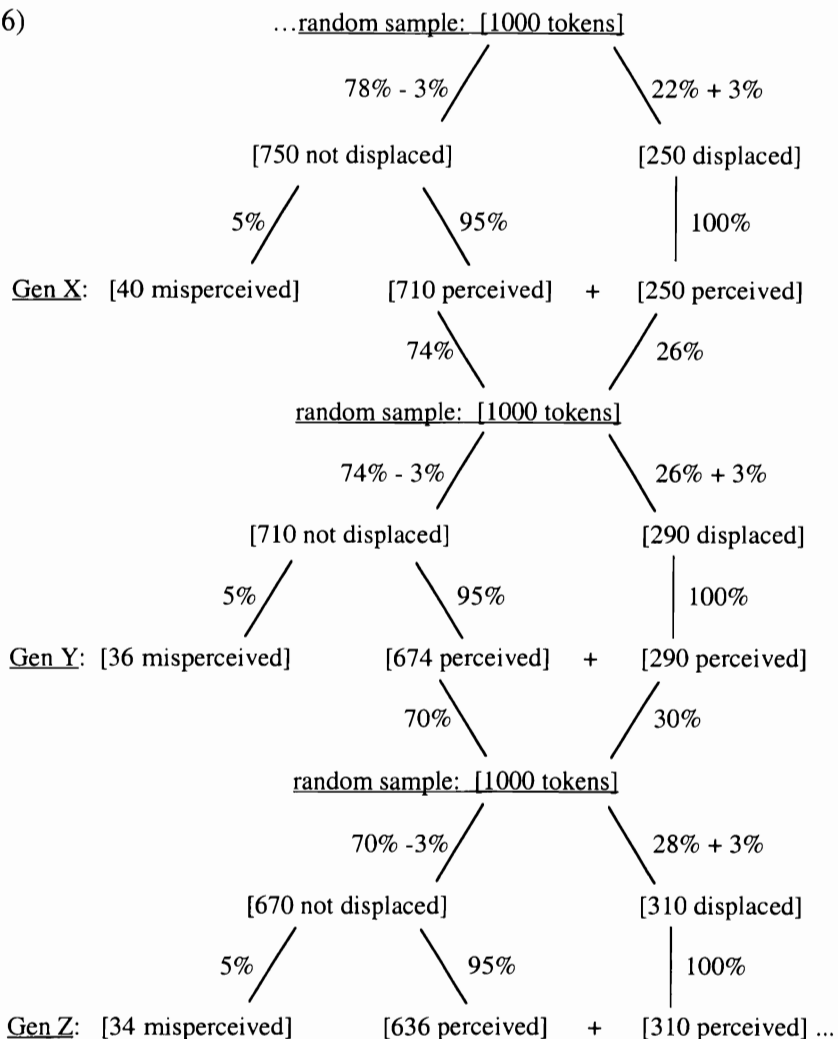 6) ...random sample: [1000 tokens]
78% - 3% 22% + 3%
[750 not displaced] [250 displaced]
5% 95% 100%
Gen X: [40 misperceived] [710 perceived] + [250 perceived]
74% 26%
random sample: [1000 tokens]
74% - 3% 26% + 3%
[710 not displaced] [290 displaced]
5% 95% 100%
Gen Y: [36 misperceived] [674 perceived] + [290 perceived]
70% 30%
random sample: [1000 tokens]
70% -3% 28% + 3%
[670 not displaced] [310 displaced]
5% 95% 100%
Gen Z: [34 misperceived] [636 perceived] + [310 perceived] ...